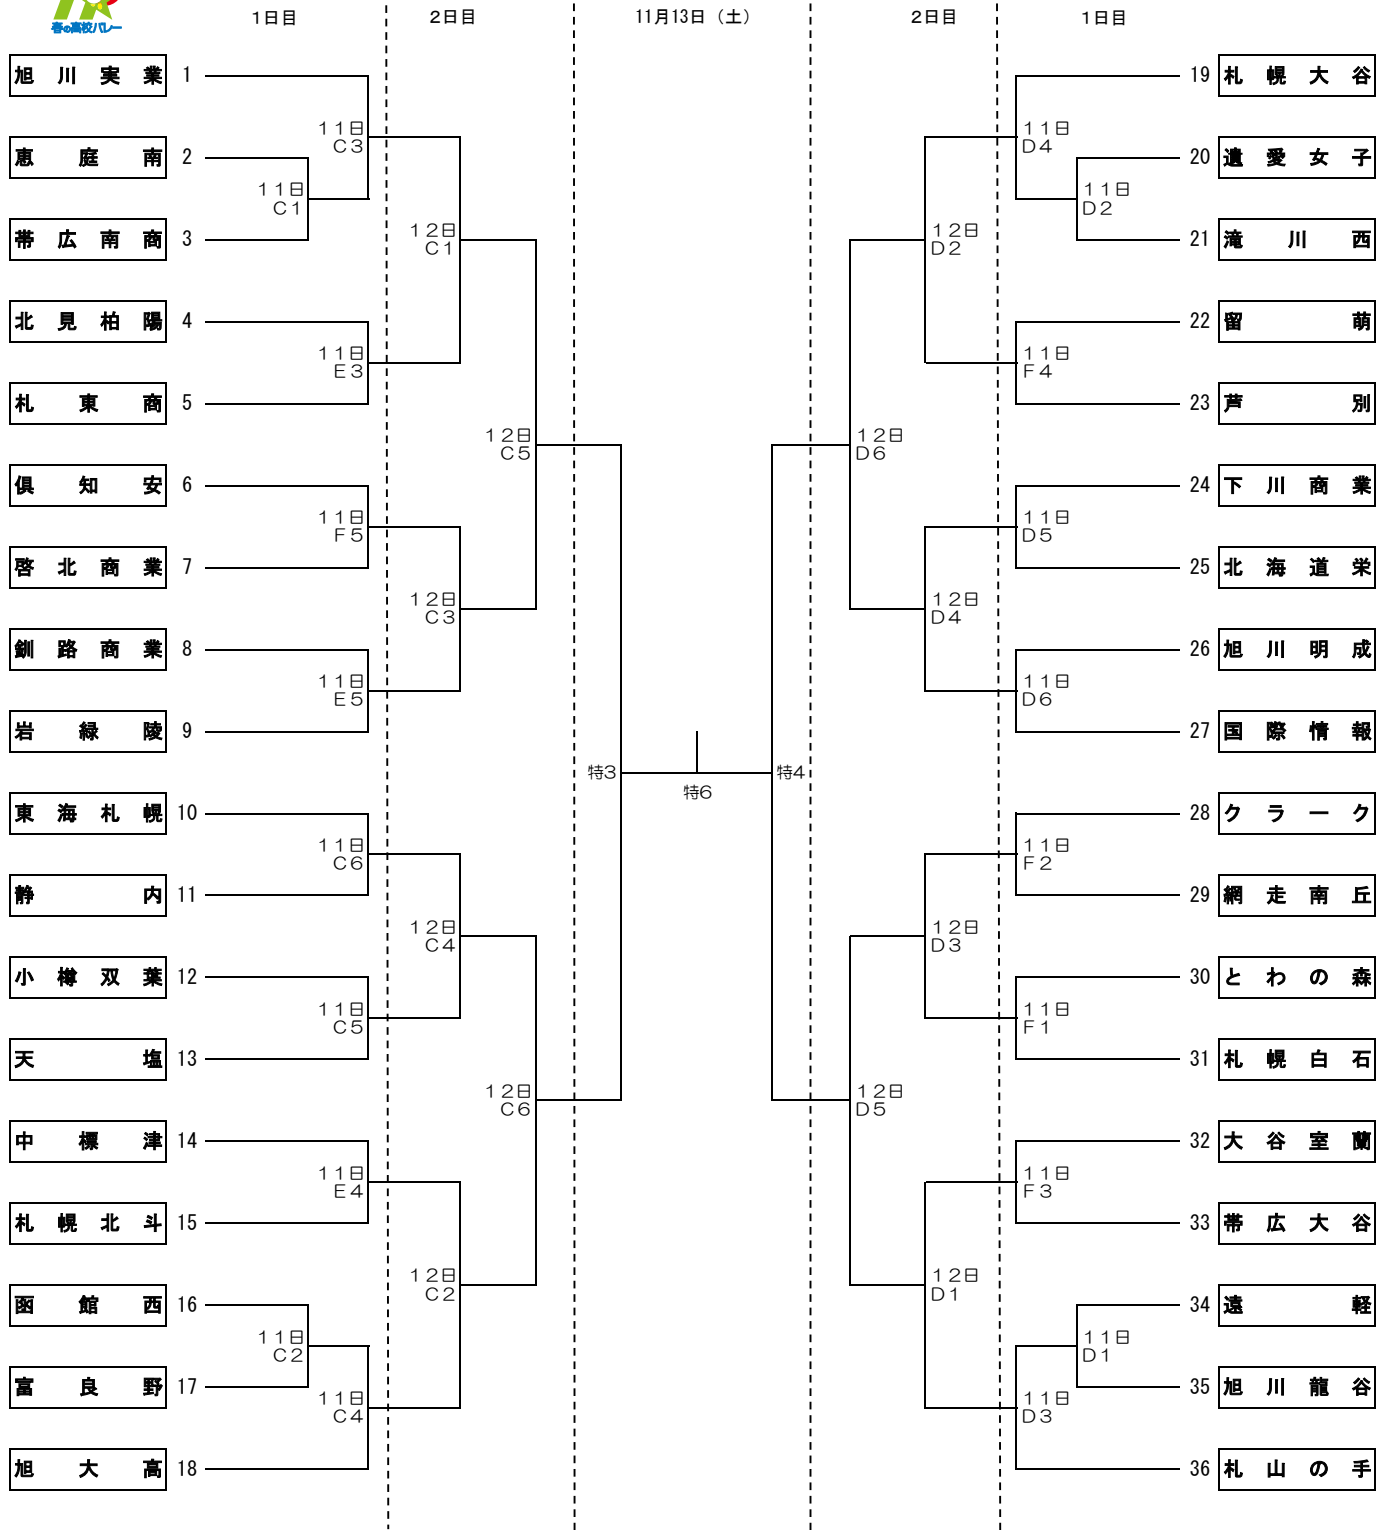 春の高校バレー
1日目 2日目 11月13日（土） 2日目 1日目
旭川実業 1
恵庭南 2
帯広南商 3
北見柏陽 4
札東商 5
倶知安 6
啓北商業 7
釧路商業 8
岩緑陵 9
東海札幌 10
静内 11
小樽双葉 12
天塩 13
中標津 14
札幌北斗 15
函館西 16
富良野 17
旭大高 18
11日
C3
11日
C1
11日
E3
11日
F5
11日
E5
11日
C6
11日
C5
11日
E4
11日
C2
11日
C4
12日
C1
12日
C3
12日
C4
12日
C2
12日
C5
12日
C6
特3
特6
特4
12日
D6
12日
D5
12日
D2
12日
D4
12日
D3
12日
D1
11日
D4
11日
D2
11日
F4
11日
D5
11日
D6
11日
F2
11日
F1
11日
F3
11日
D1
11日
D3
19 札幌大谷
20 遺愛女子
21 滝川西
22 留萌
23 芦別
24 下川商業
25 北海道栄
26 旭川明成
27 国際情報
28 クラーク
29 網走南丘
30 とわの森
31 札幌白石
32 大谷室蘭
33 帯広大谷
34 遠軽
35 旭川龍谷
36 札山の手